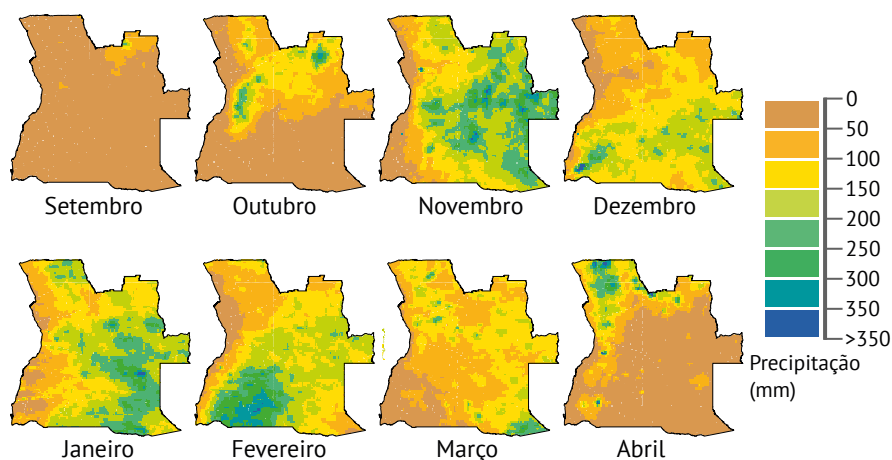 Setembro
Outubro
Novembro
Dezembro
0
50
100
150
200
250
300
350
>350
Precipitação
(mm)
Janeiro
Fevereiro
Março
Abril